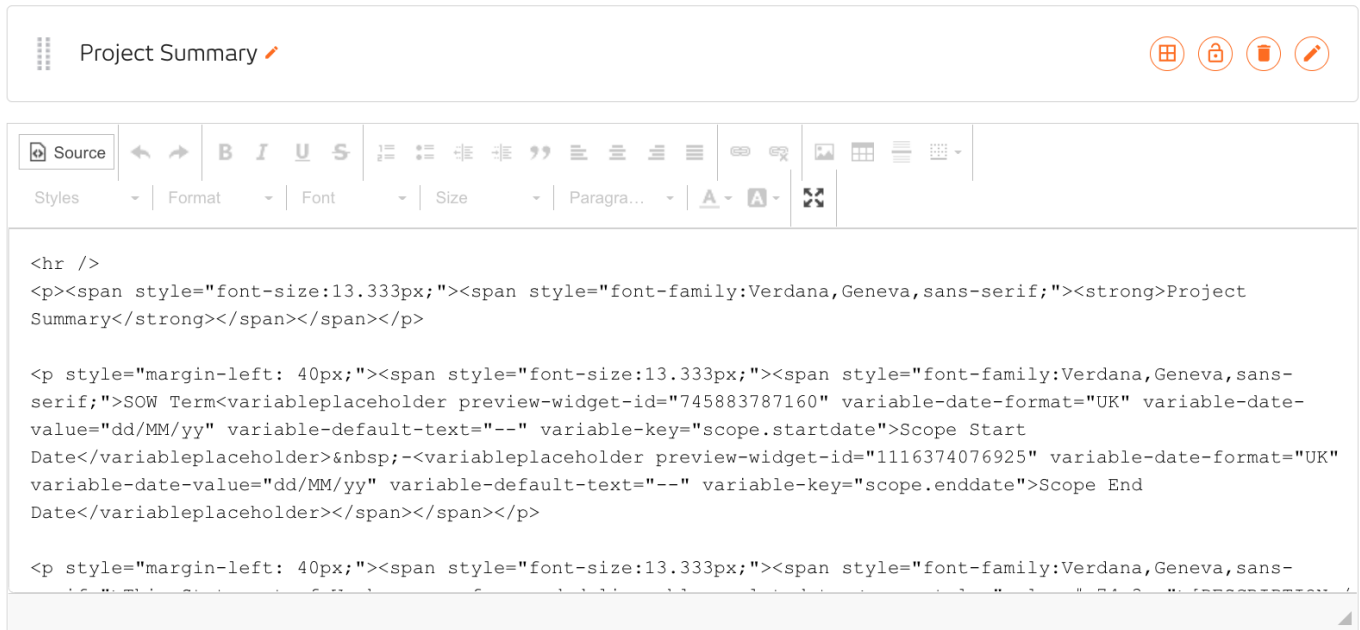 Project Summary
Source
Styles Format Font Size Paragra...
<hr />
<p><span style="font-size:13.333px;"><span style="font-family:Verdana,Geneva,sans-serif;"><strong>Project
Summary</strong></span></span></p>
<p style="margin-left: 40px;"><span style="font-size:13.333px;"><span style="font-family:Verdana,Geneva,sans-
serif;">SOW Term<variableplaceholder preview-widget-id="745883787160" variable-date-format="UK" variable-date-
value="dd/MM/yy" variable-default-text="--" variable-key="scope.startdate">Scope Start
Date</variableplaceholder>&nbsp;-<variableplaceholder preview-widget-id="1116374076925" variable-date-format="UK"
variable-date-value="dd/MM/yy" variable-default-text="--" variable-key="scope.enddate">Scope End
Date</variableplaceholder></span></span></p>
<p style="margin-left: 40px;"><span style="font-size:13.333px;"><span style="font-family:Verdana,Geneva,sans-